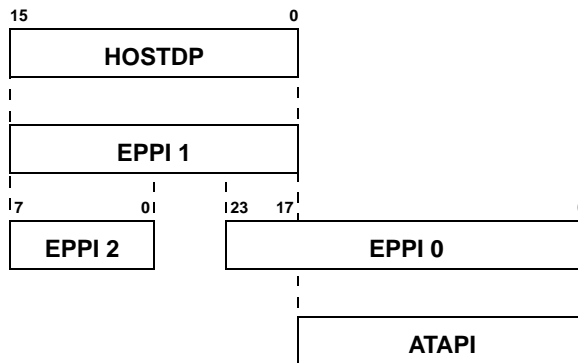 15 0
HOSTDP
EPPI 1
7 0 23 17
EPPI 2 EPPI 0
ATAPI